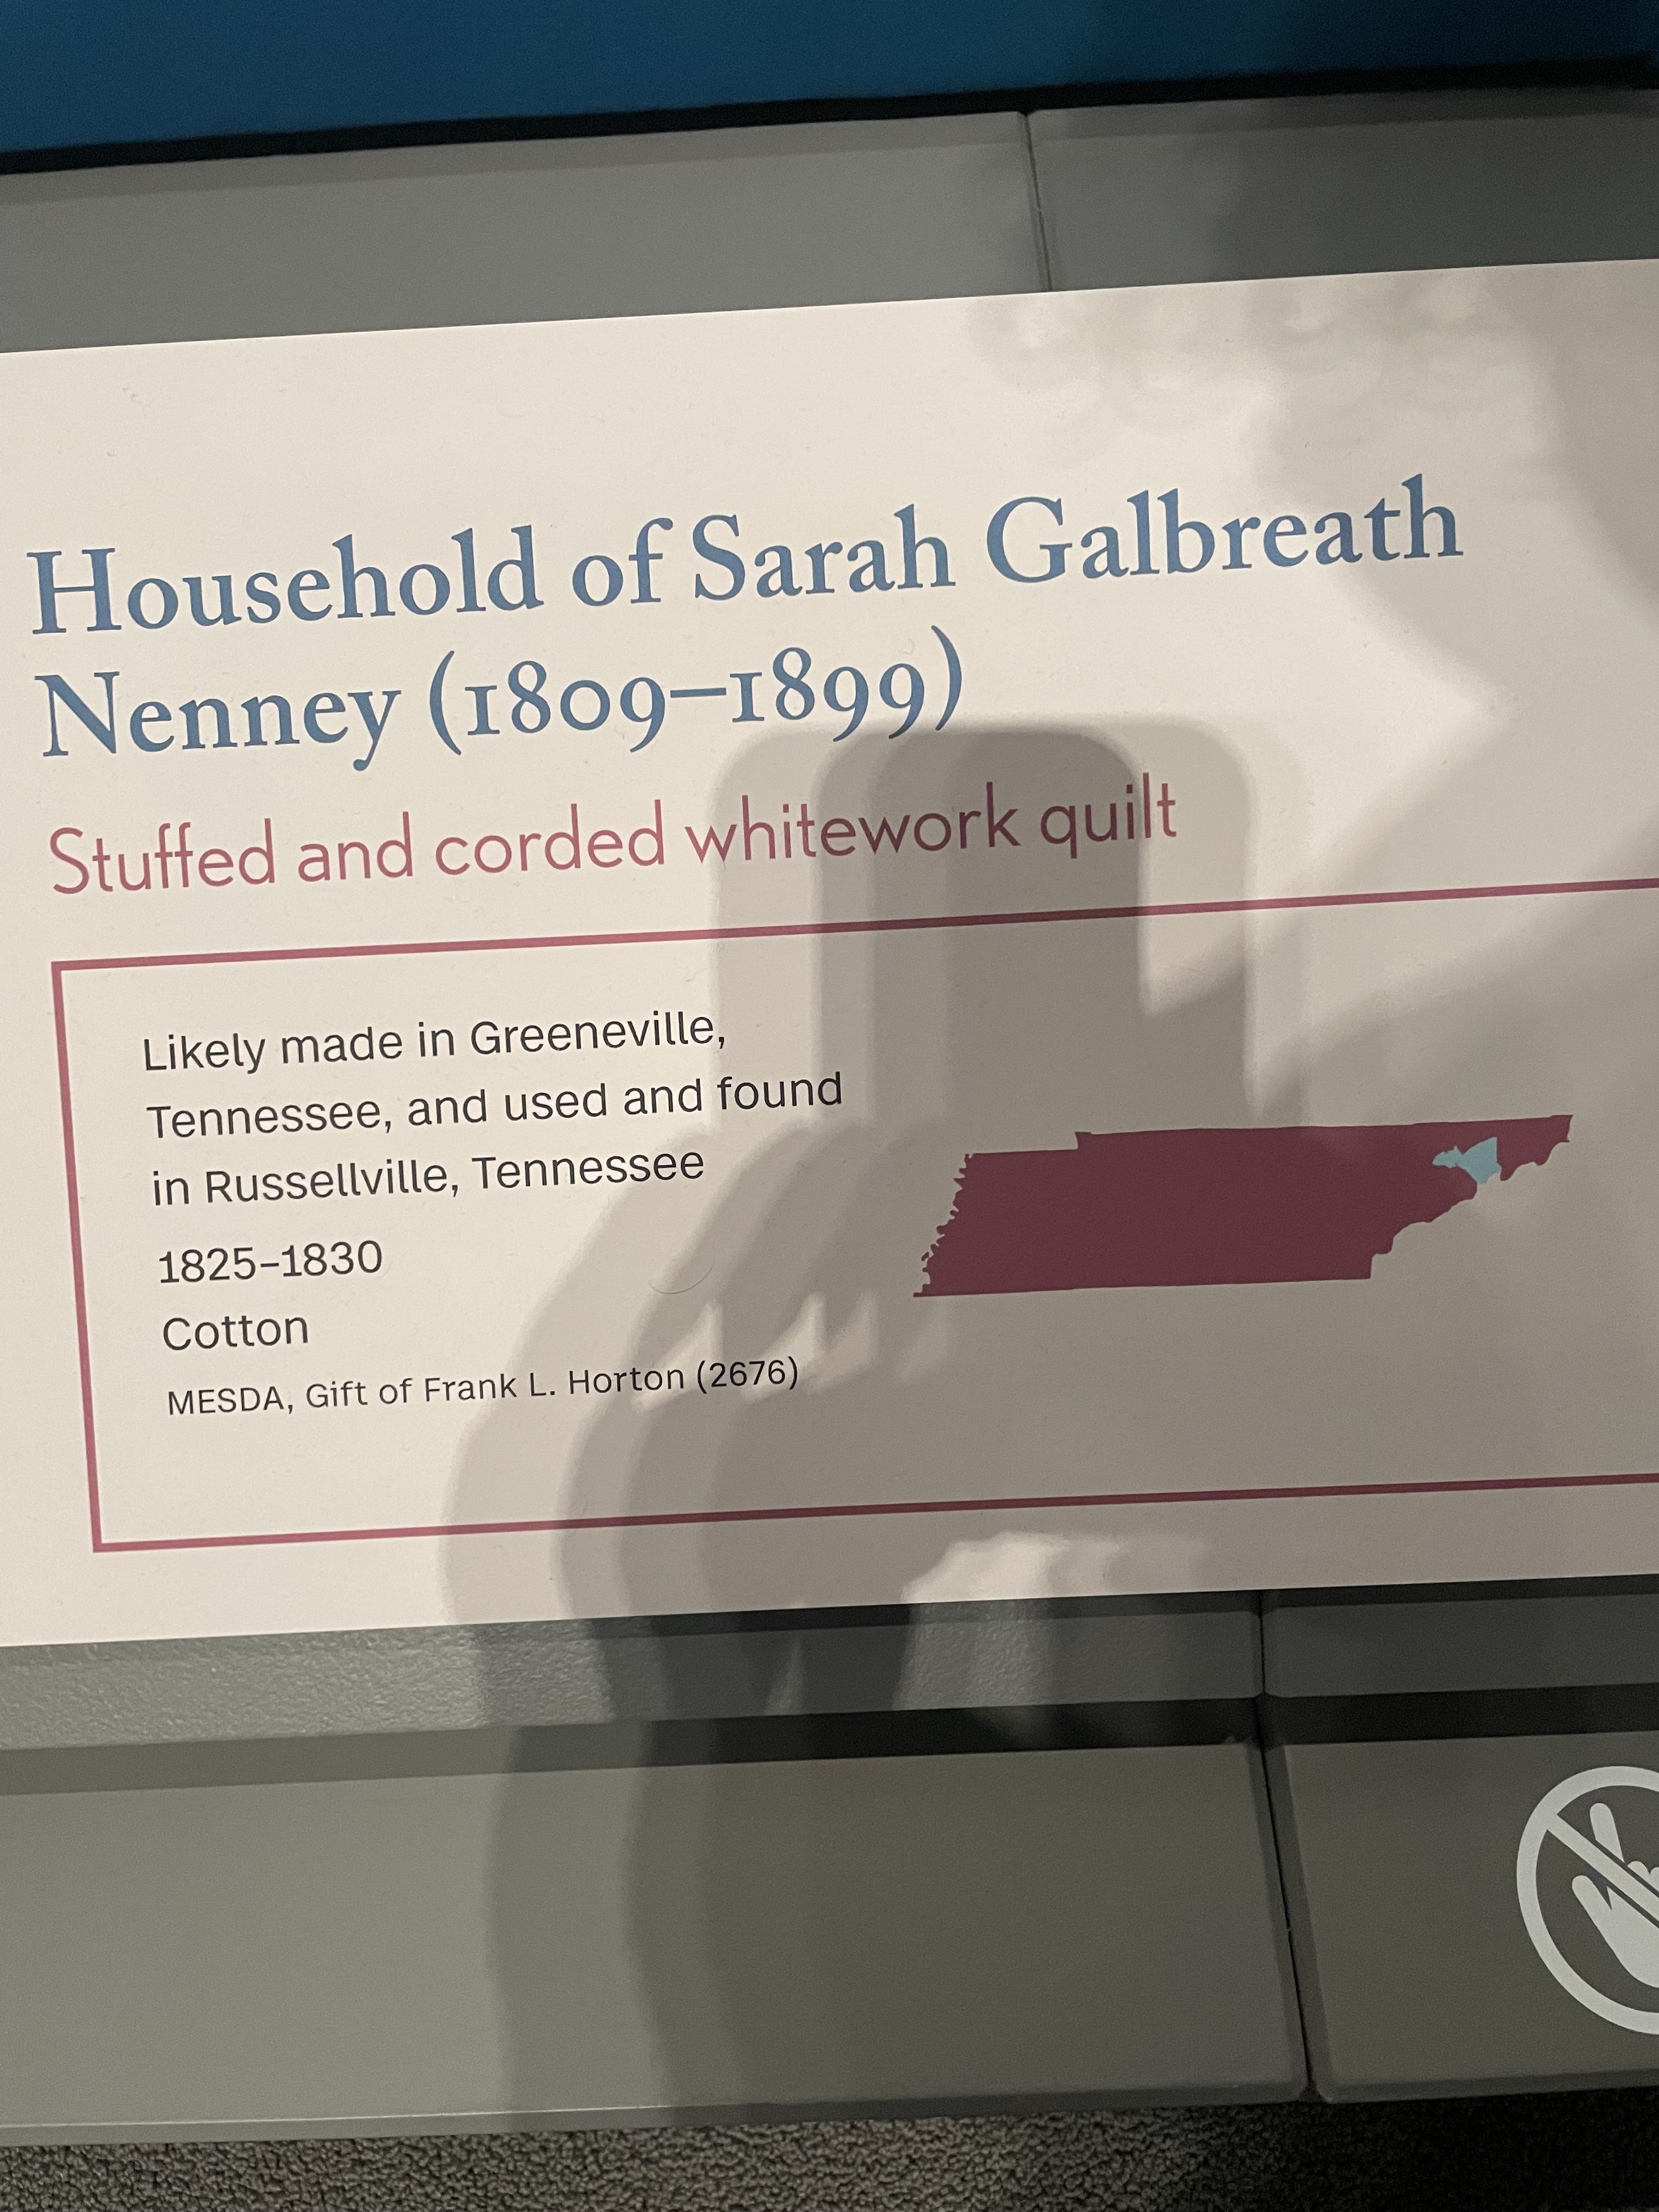 Household of Sarah Galbreath
Nenney (1809–1899)
Stuffed and corded whitework quilt
Likely made in Greeneville,
Tennessee, and used and found
in Russellville, Tennessee
1825–1830
Cotton
MESDA, Gift of Frank L. Horton (2676)